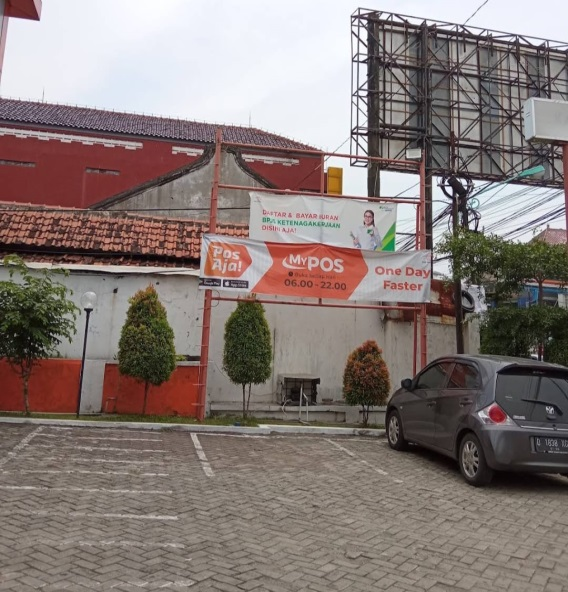 DAFTAR & BAYAR IURAN
BPJS KETENAGAKERJAAN
DISINI AJA!
Pos
Aja!
MYPOS
06.00 - 22.00
One Day
Faster